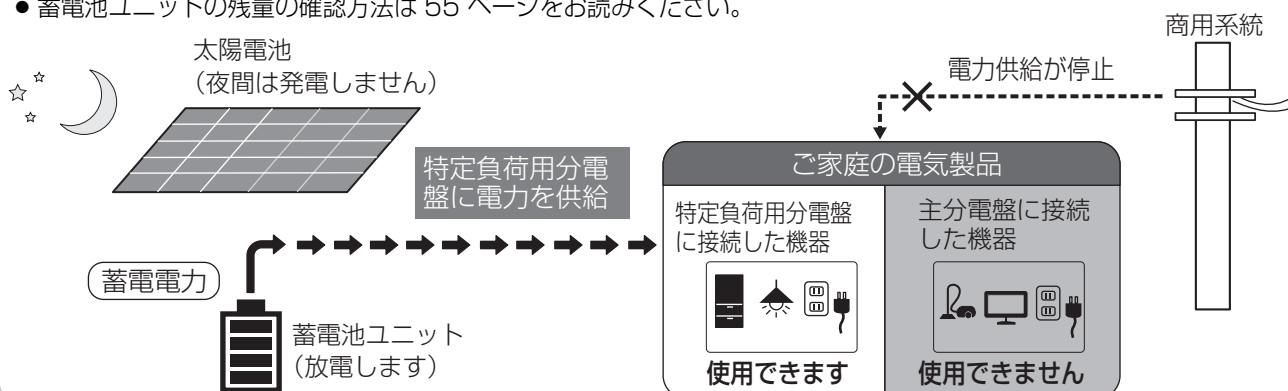 ● 蓄電池ユニットの残量の確認方法は 55 ページをお読みください。
商用系統
太陽電池
（夜間は発電しません）
電力供給が停止
特定負荷用分電
盤に電力を供給
ご家庭の電気製品
特定負荷用分電盤
に接続した機器
主分電盤に接続
した機器
蓄電電力
蓄電池ユニット
（放電します）
使用できます
使用できません